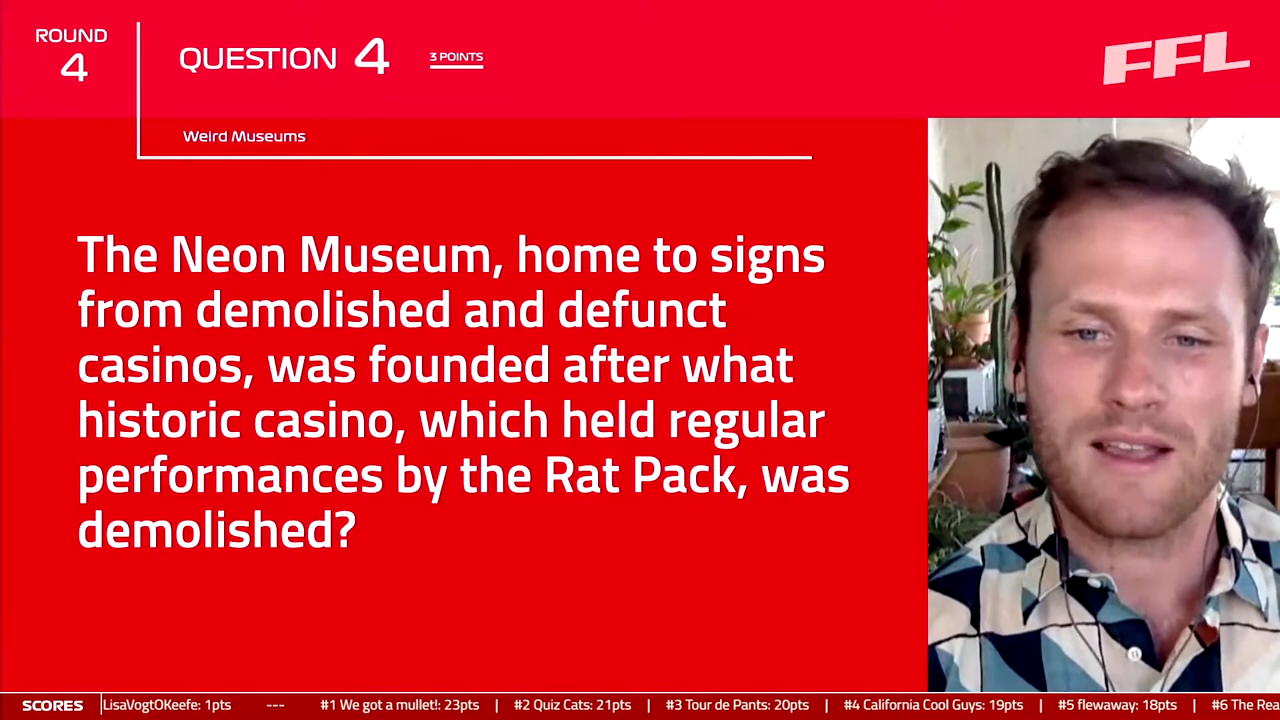 ROUND
4
QUESTION 4
3 POINTS
FFL
Weird Museums
The Neon Museum, home to signs
from demolished and defunct
casinos, was founded after what
historic casino, which held regular
performances by the Rat Pack, was
demolished?
SCORES LisaVogtOKeefe: 1pts --- #1 We got a mullet!: 23pts | #2 Quiz Cats: 21pts | #3 Tour de Pants: 20pts | #4 California Cool Guys: 19pts | #5 flewaway: 18pts | #6 The Rea